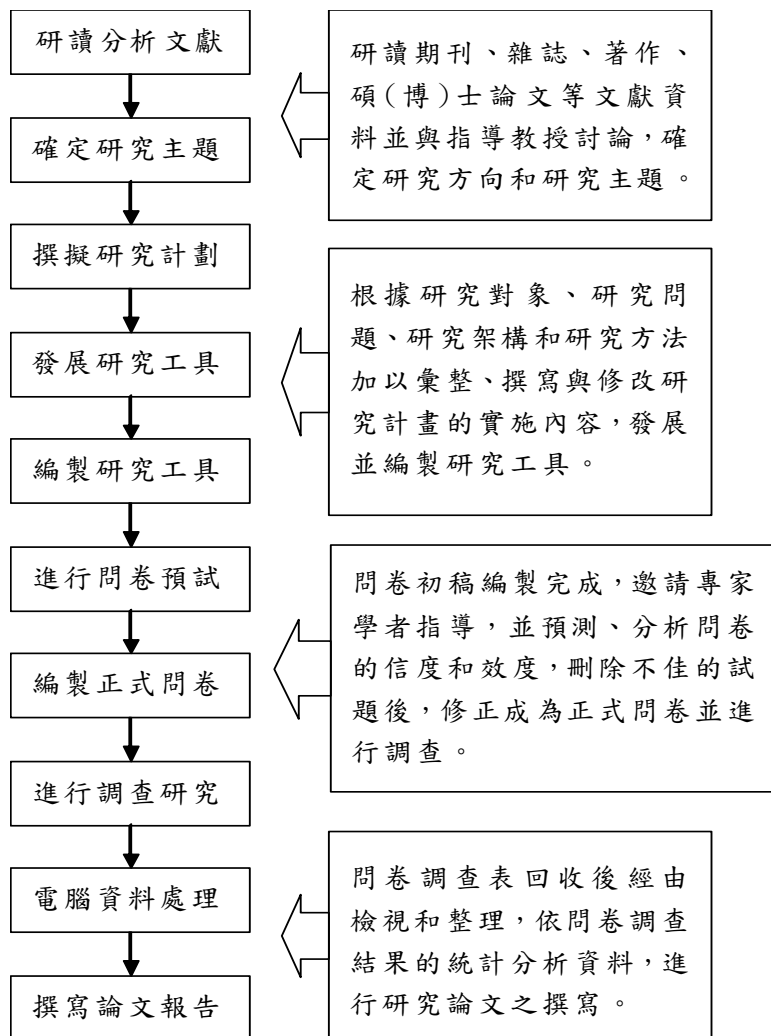 研讀分析文獻
研讀期刊、雜誌、著作、
碩(博)士論文等文獻資
料並與指導教授討論，確
定研究方向和研究主題。
確定研究主題
撰擬研究計劃
根據研究對象、研究問
題、研究架構和研究方法
加以彙整、撰寫與修改研
究計畫的實施內容，發展
並編製研究工具。
發展研究工具
編製研究工具
進行問卷預試
問卷初稿編製完成，邀請專家
學者指導，並預測、分析問卷
的信度和效度，刪除不佳的試
題後，修正成為正式問卷並進
行調查。
編製正式問卷
進行調查研究
電腦資料處理
問卷調查表回收後經由
檢視和整理，依問卷調查
結果的統計分析資料，進
行研究論文之撰寫。
撰寫論文報告